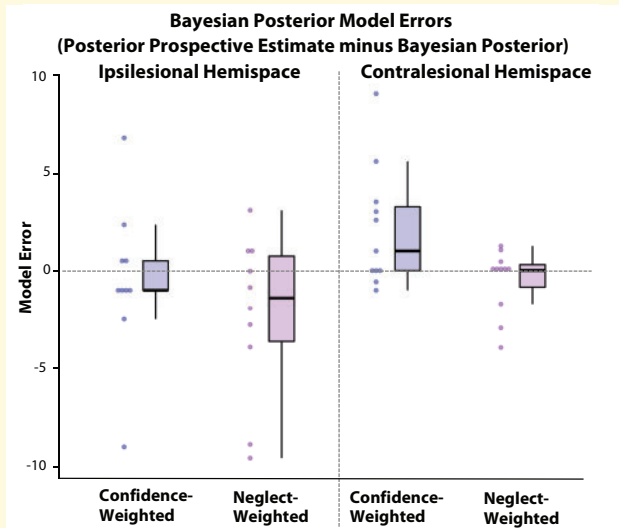 Bayesian Posterior Model Errors
(Posterior Prospective Estimate minus Bayesian Posterior)
Ipsilesional Hemispace
Contralesional Hemispace
10
5
0
-5
-10
Model Error
Confidence-
Weighted
Neglect-
Weighted
Confidence-
Weighted
Neglect-
Weighted